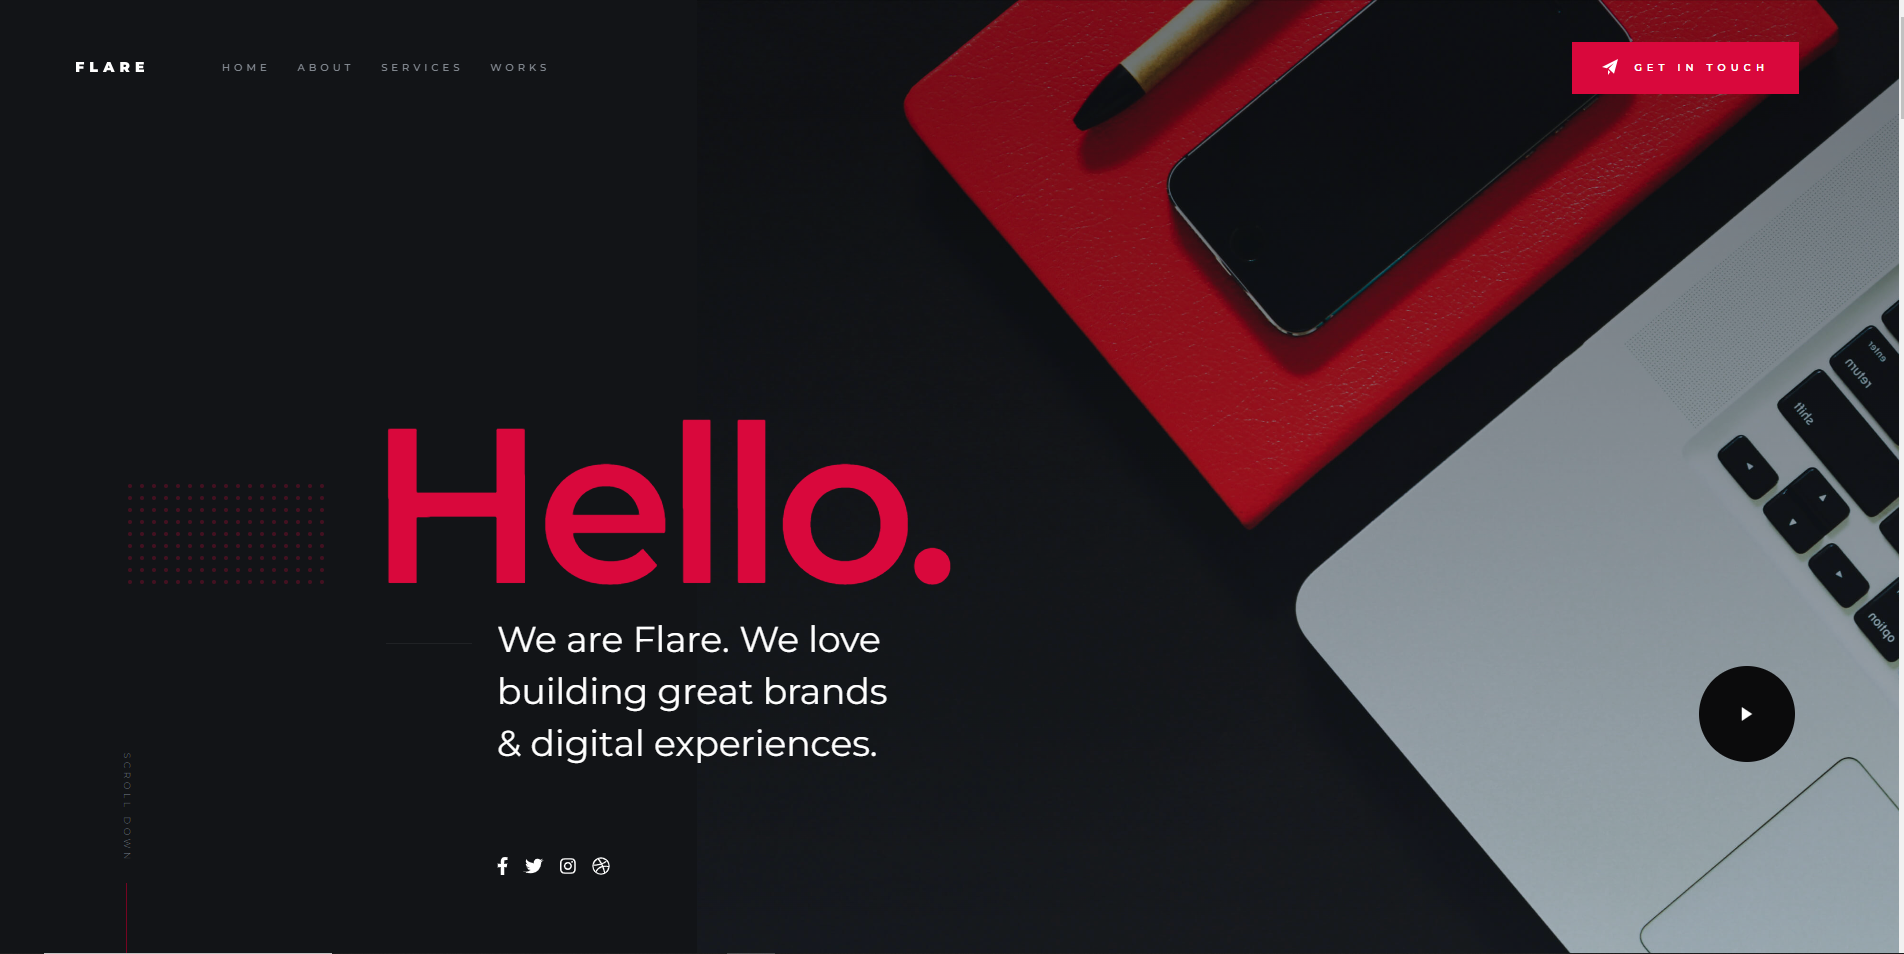 FLARE
HOME ABOUT SERVICES WORKS
GET IN TOUCH
enter
return
shift
option
Hello.
We are Flare. We love
building great brands
& digital experiences.
SCROLL DOWN